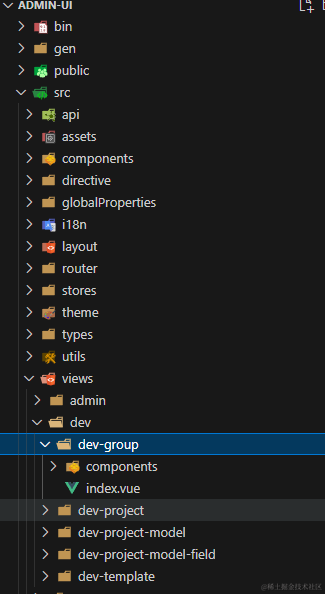 ADMIN-UI
bin
gen
public
src
api
assets
components
directive
globalProperties
i18n
layout
router
stores
theme
types
utils
views
admin
dev
dev-group
components
index.vue
dev-project
dev-project-model
dev-project-model-field
dev-template
@稀土掘金技术社区